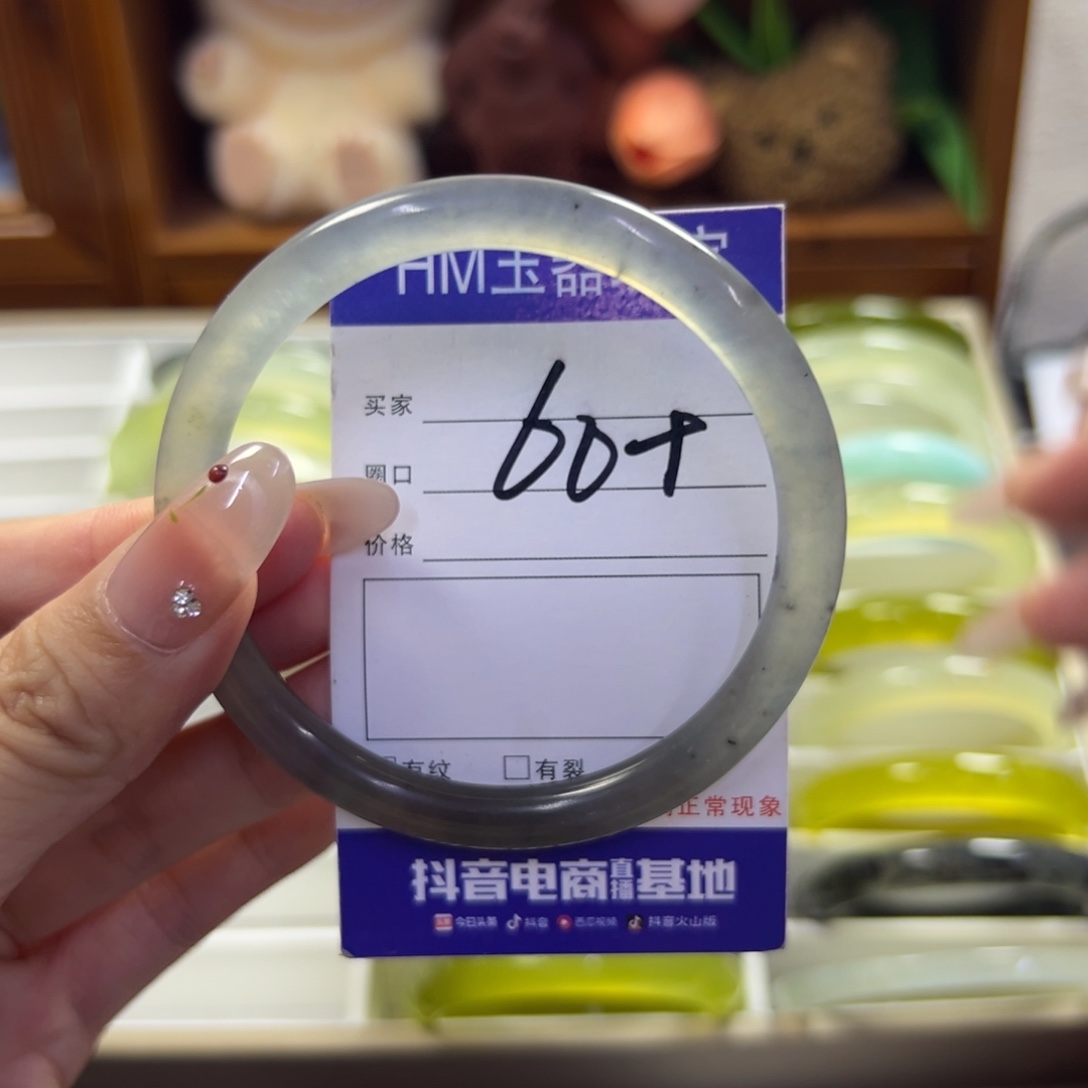 HM玉器
买家
60+
圈口
价格
有纹 有裂
正常现象
抖音电商直播基地
今日头条 抖音 西瓜视频 抖音火山版